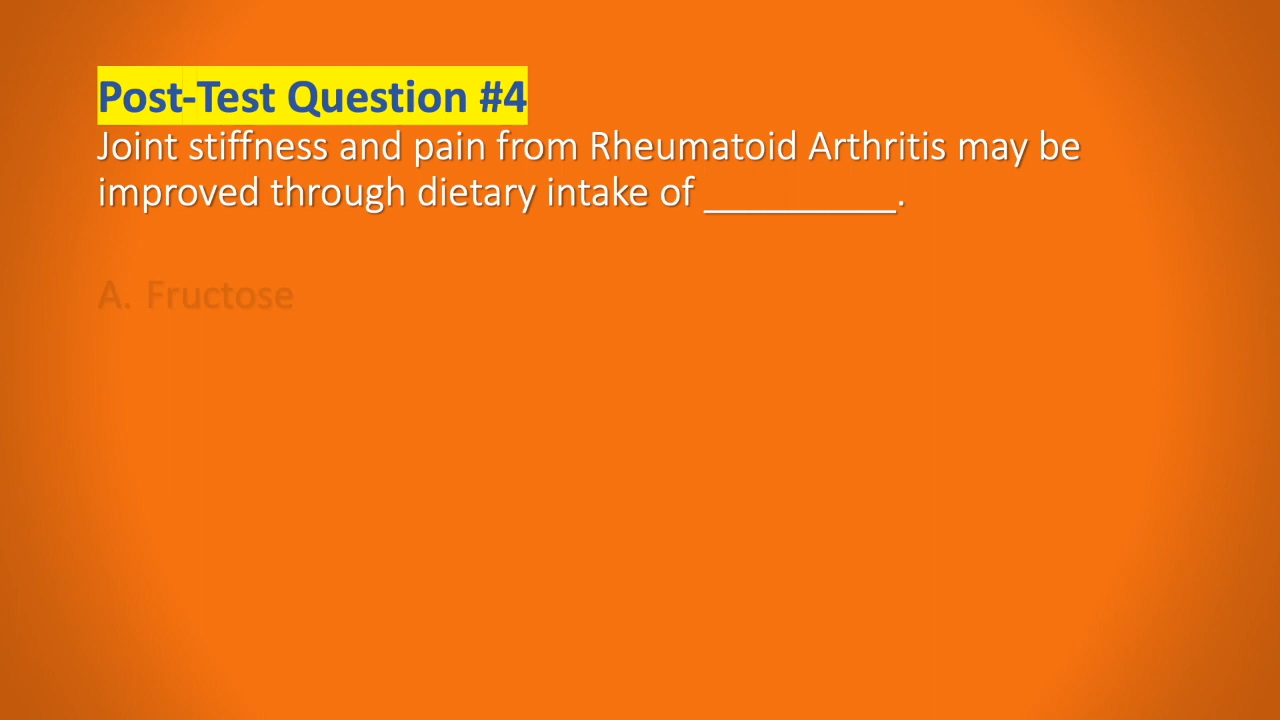 Post-Test Question #4
Joint stiffness and pain from Rheumatoid Arthritis may be
improved through dietary intake of __________.
A. Fructose